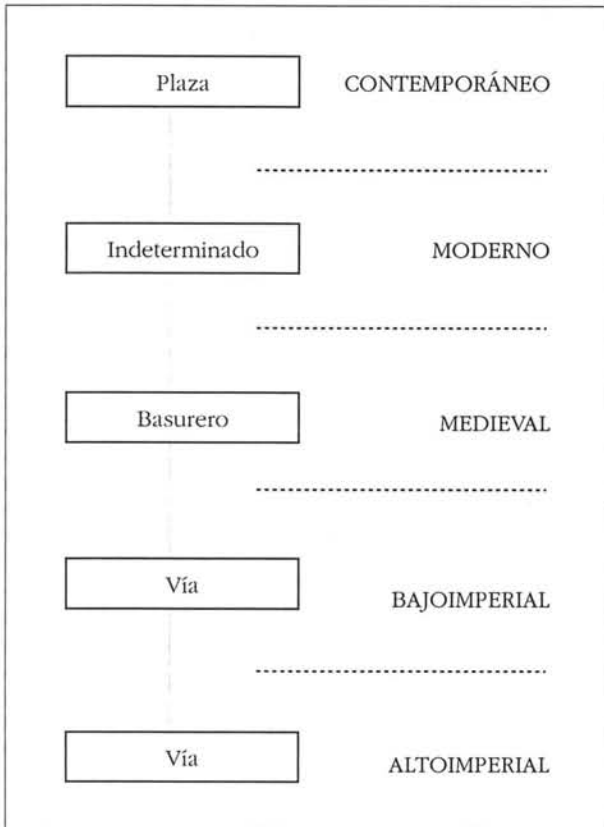 Plaza CONTEMPORÁNEO
Indeterminado MODERNO
Basurero MEDIEVAL
Vía BAJOIMPERIAL
Vía ALTOIMPERIAL